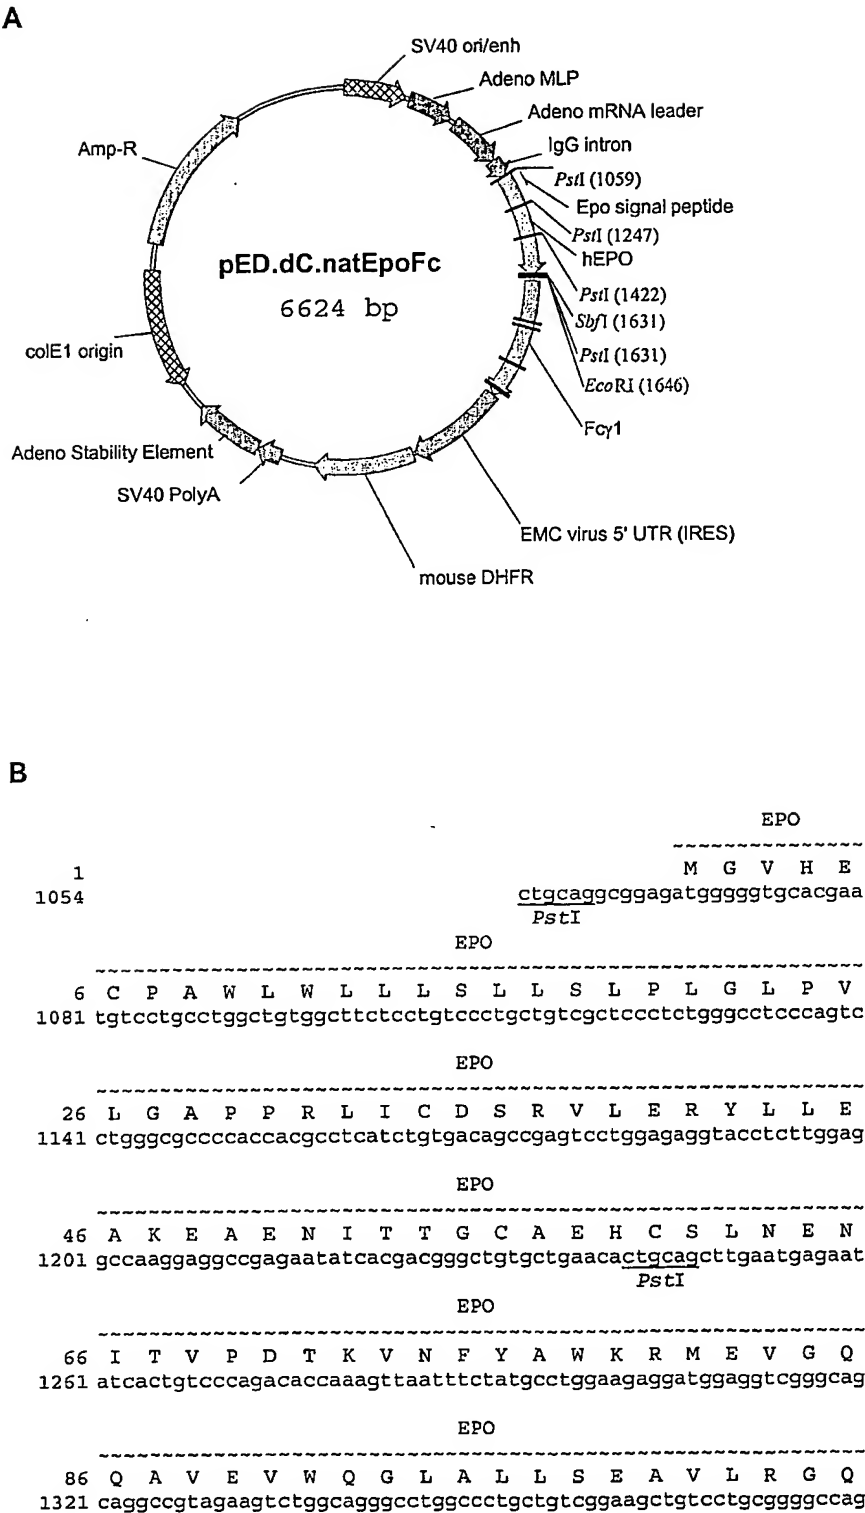 A
SV40 ori/enh
Adeno MLP
Adeno mRNA leader
IgG intron
PstI (1059)
Epo signal peptide
PstI (1247)
hEPO
PstI (1422)
SbfI (1631)
PstI (1631)
EcoRI (1646)
Fcγ1
EMC virus 5' UTR (IRES)
mouse DHFR
SV40 PolyA
Adeno Stability Element
colE1 origin
Amp-R
pED.dC.natEpoFc
6624 bp
B
EPO
~~~~~~~~~~~~~~
1 M G V H E
1054 ctgcaggcggagatgggggtgcacgaa
PstI
EPO
~~~~~~~~~~~~~~~~~~~~~~~~~~~~~~~~~~~~~~~~~~~~~~~~~~~~~~~~~~~~
6 C P A W L W L L L S L L S L P L G L P V
1081 tgtcctgcctggctgtggcttctcctgtccctgctgtcgctccctctgggcctcccagtc
EPO
~~~~~~~~~~~~~~~~~~~~~~~~~~~~~~~~~~~~~~~~~~~~~~~~~~~~~~~~~~~~
26 L G A P P R L I C D S R V L E R Y L L E
1141 ctgggcgccccaccacgcctcatctgtgacagccgagtcctggagaggtacctcttggag
EPO
~~~~~~~~~~~~~~~~~~~~~~~~~~~~~~~~~~~~~~~~~~~~~~~~~~~~~~~~~~~~
46 A K E A E N I T T G C A E H C S L N E N
1201 gccaaggaggccgagaatatcacgacgggctgtgctgaacactgcagcttgaatgagaat
PstI
EPO
~~~~~~~~~~~~~~~~~~~~~~~~~~~~~~~~~~~~~~~~~~~~~~~~~~~~~~~~~~~~
66 I T V P D T K V N F Y A W K R M E V G Q
1261 atcactgtcccagacaccaaagttaatttctatgcctggaagaggatggaggtcgggcag
EPO
~~~~~~~~~~~~~~~~~~~~~~~~~~~~~~~~~~~~~~~~~~~~~~~~~~~~~~~~~~~~
86 Q A V E V W Q G L A L L S E A V L R G Q
1321 caggccgtagaagtctggcagggcctggccctgctgtcggaagctgtcctgcggggccag